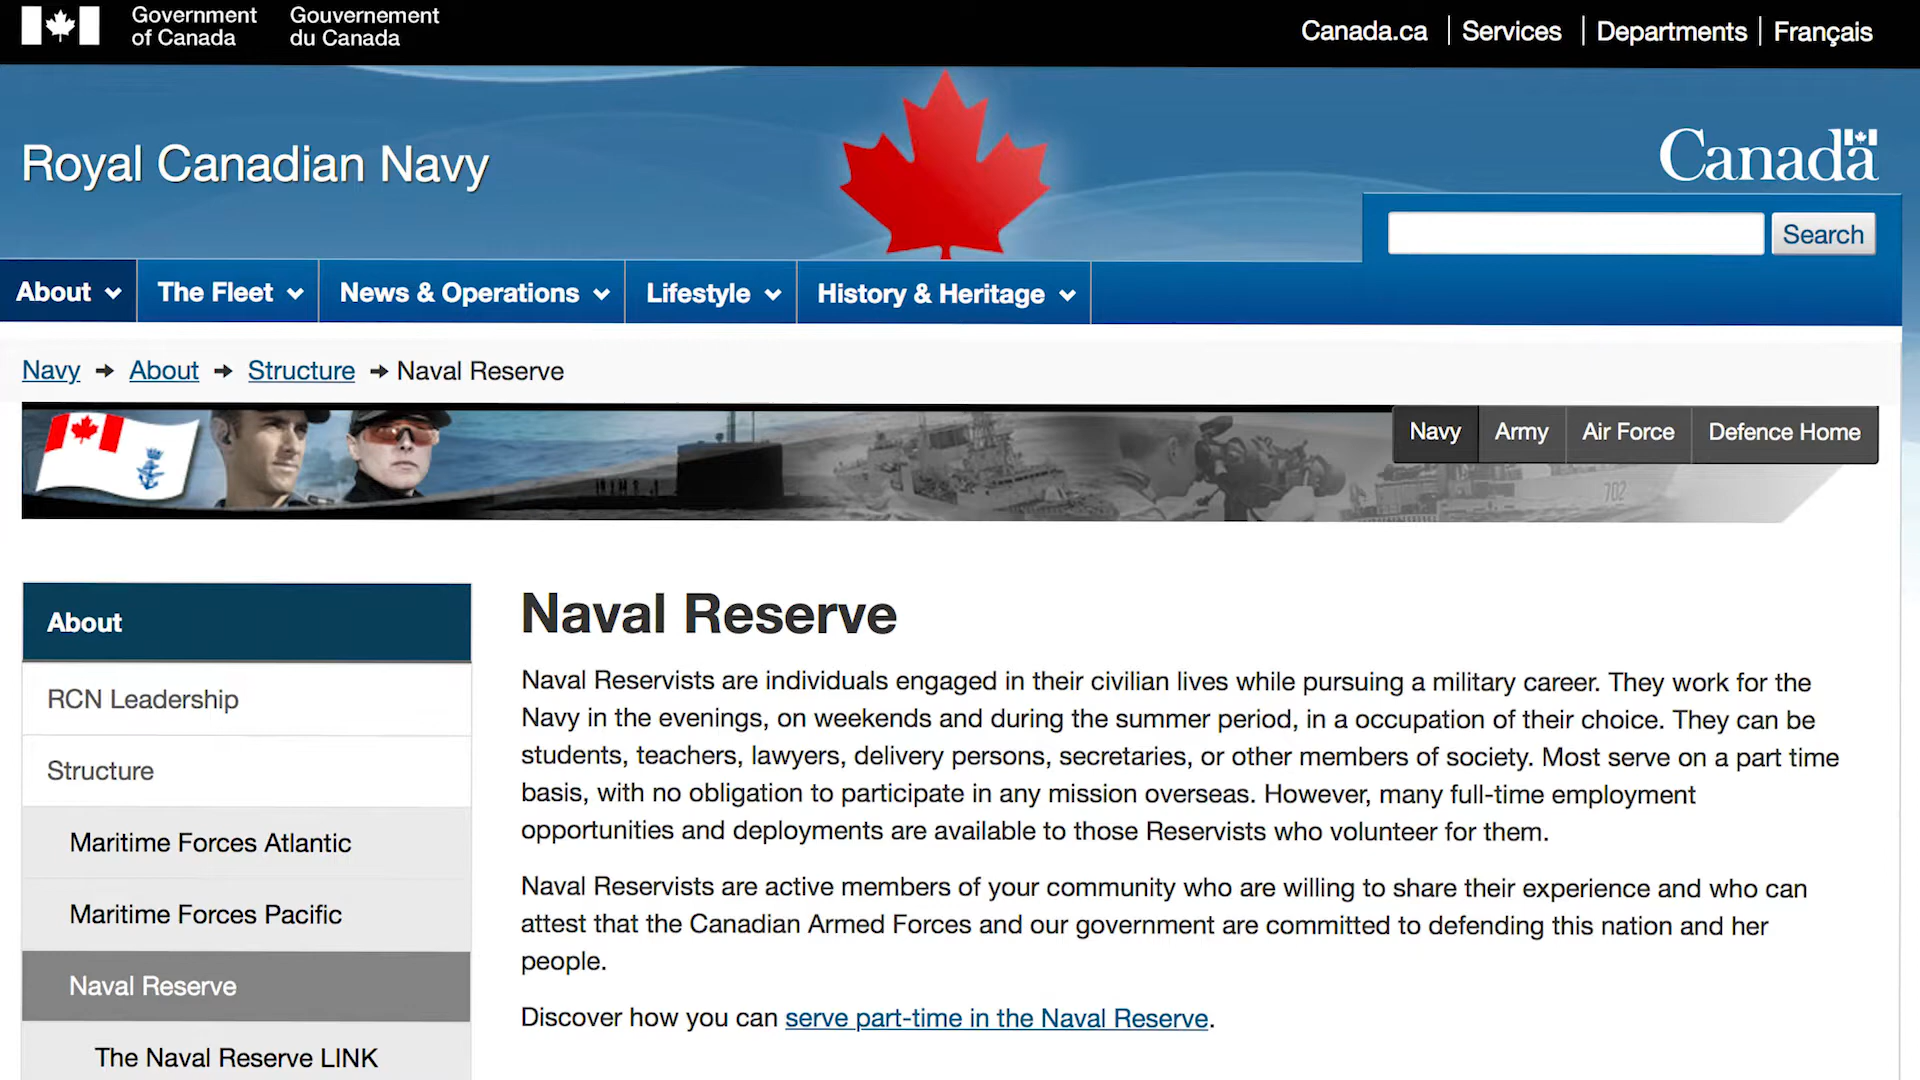 Government of Canada
Gouvernement du Canada
Canada.ca
Services
Departments
Français
Royal Canadian Navy
Canada
Search
About
The Fleet
News & Operations
Lifestyle
History & Heritage
Navy → About → Structure → Naval Reserve
Navy
Army
Air Force
Defence Home
702
About
RCN Leadership
Structure
Maritime Forces Atlantic
Maritime Forces Pacific
Naval Reserve
The Naval Reserve LINK
Naval Reserve
Naval Reservists are individuals engaged in their civilian lives while pursuing a military career. They work for the
Navy in the evenings, on weekends and during the summer period, in a occupation of their choice. They can be
students, teachers, lawyers, delivery persons, secretaries, or other members of society. Most serve on a part time
basis, with no obligation to participate in any mission overseas. However, many full-time employment
opportunities and deployments are available to those Reservists who volunteer for them.
Naval Reservists are active members of your community who are willing to share their experience and who can
attest that the Canadian Armed Forces and our government are committed to defending this nation and her
people.
Discover how you can serve part-time in the Naval Reserve.